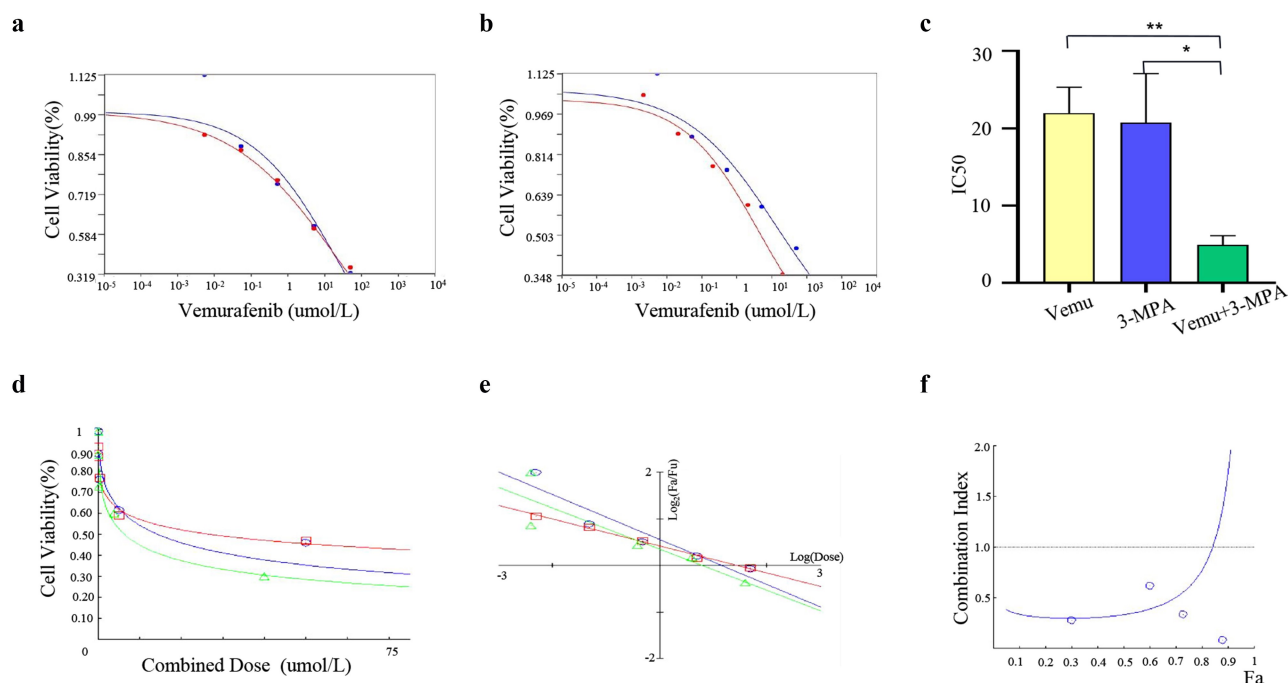 a
b
c
1.125
0.99
0.854
0.719
0.584
0.319
Cell Viability(%)
10-5 10-4 10-3 10-2 10-1 1 101 102 103 104
Vemurafenib (umol/L)
1.125
0.969
0.814
0.639
0.503
0.348
Cell Viability(%)
10-5 10-4 10-3 10-2 10-1 1 101 103 103 104
Vemurafenib (umol/L)
**
*
30
20
10
0
IC50
Vemu
3-MPA
Vemu+3-MPA
d
e
f
1
0.90
0.80
0.70
0.60
0.50
0.40
0.30
0.20
0.10
0
75
Cell Viability(%)
Combined Dose (umol/L)
2
Log2(Fa/Fu)
Log(Dose)
-3
3
-2
2.0
1.5
1.0
0.5
Combination Index
0.1 0.2 0.3 0.4 0.5 0.6 0.7 0.8 0.9 1
Fa